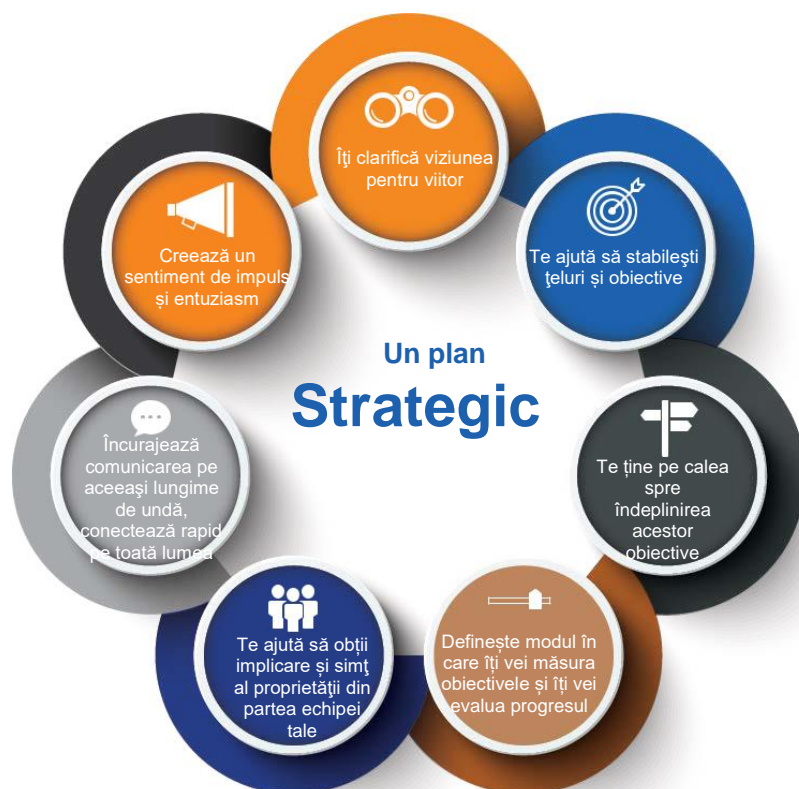 Îţi clarifică viziunea
pentru viitor
Te ajută să stabileşti
ţeluri și obiective
Te ține pe calea
spre
îndeplinirea
acestor
obiective
Definește modul în
care îți vei măsura
obiectivele și îți vei
evalua progresul
Te ajută să obții
implicare și simţ
al proprietăţii din
partea echipei
tale
Încurajează
comunicarea pe
aceeaşi lungime
de undă,
conectează rapid
pe toată lumea
Creează un
sentiment de impuls
și entuziasm
Un plan
Strategic